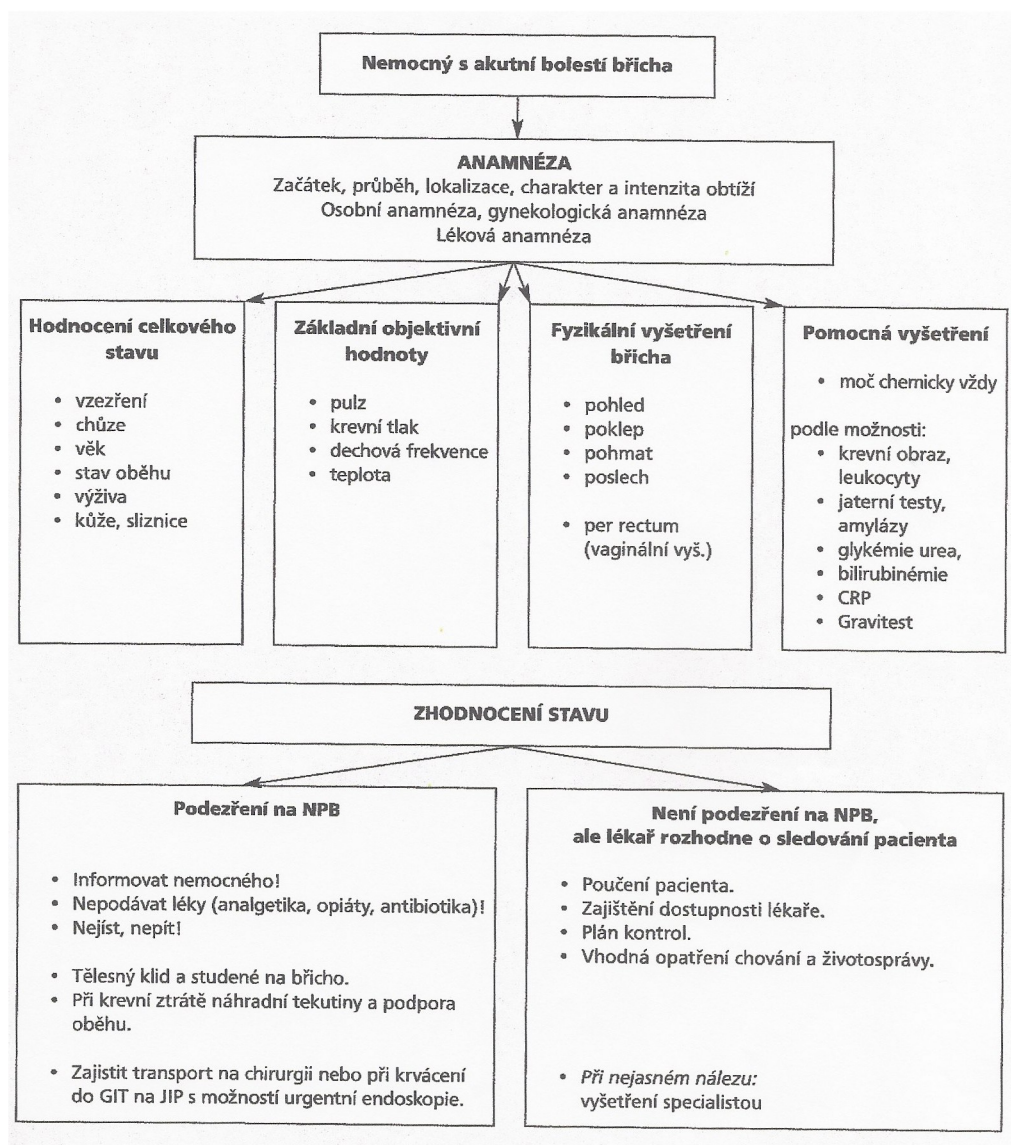 Nemocný s akutní bolestí břicha
ANAMNÉZA
Začátek, průběh, lokalizace, charakter a intenzita obtíží
Osobní anamnéza, gynekologická anamnéza
Léková anamnéza
Hodnocení celkového
stavu
• vzezření
• chůze
• věk
• stav oběhu
• výživa
• kůže, sliznice
Základní objektivní
hodnoty
• pulz
• krevní tlak
• dechová frekvence
• teplota
Fyzikální vyšetření
břicha
• pohled
• poklep
• pohmat
• poslech
• per rectum
(vaginální vyš.)
Pomocná vyšetření
• moč chemicky vždy
podle možnosti:
• krevní obraz,
leukocyty
• jaterní testy,
amylázy
• glykémie urea,
• bilirubinémie
• CRP
• Gravitest
ZHODNOCENÍ STAVU
Podezření na NPB
• Informovat nemocného!
• Nepodávat léky (analgetika, opiáty, antibiotika)!
• Nejíst, nepít!
• Tělesný klid a studené na břicho.
• Při krevní ztrátě náhradní tekutiny a podpora
oběhu.
• Zajistit transport na chirurgii nebo při krvácení
do GIT na JIP s možností urgentní endoskopie.
Není podezření na NPB,
ale lékař rozhodne o sledování pacienta
• Poučení pacienta.
• Zajištění dostupnosti lékaře.
• Plán kontrol.
• Vhodná opatření chování a životosprávy.
• Při nejasném nálezu:
vyšetření specialistou